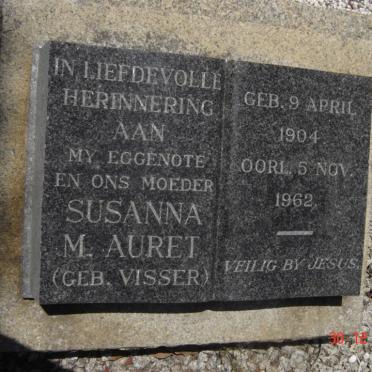 IN LIEFDEVOLLE
HERINNERING
AAN
MY EGGENOTE
EN ONS MOEDER
SUSANNA
M. AURET
(GEB. VISSER)
GEB. 9 APRIL
1904
OORL. 5 NOV.
1962.
VEILIG BY JESUS.